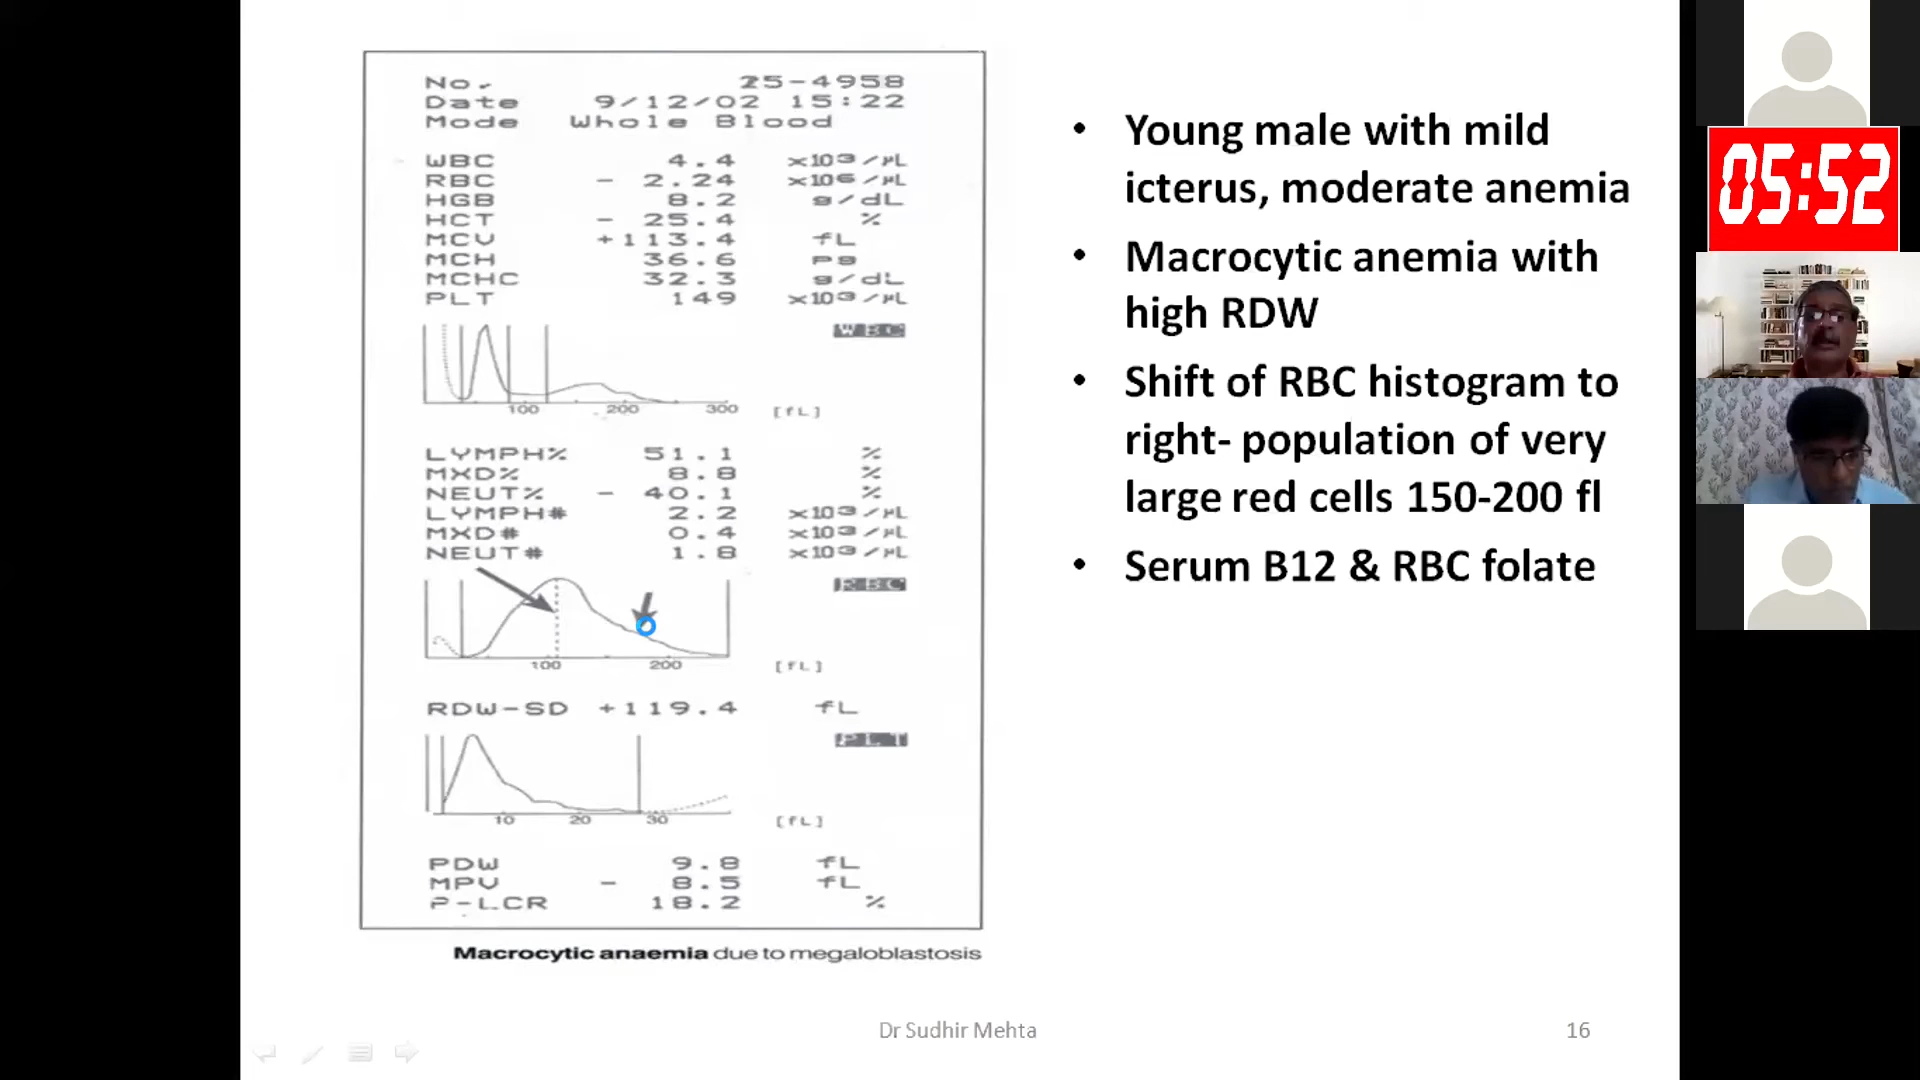 No. 25-4958
Date 9/12/02 15:22
Mode Whole Blood
WBC 4.4 x10³/µL
RBC - 2.24 x10⁶/µL
HGB 8.2 g/dL
HCT - 25.4 %
MCV +113.4 fL
MCH 36.6 pg
MCHC 32.3 g/dL
PLT 149 x10³/µL
WBC
100 200 300 [fL]
LYMPH% 51.1 %
MXD% 8.8 %
NEUT% - 40.1 %
LYMPH# 2.2 x10³/µL
MXD# 0.4 x10³/µL
NEUT# 1.8 x10³/µL
RBC
100 200 [fL]
RDW-SD +119.4 fL
PLT
10 20 30 [fL]
PDW 9.8 fL
MPV - 8.5 fL
P-LCR 18.2 %
Macrocytic anaemia due to megaloblastosis
• Young male with mild
icterus, moderate anemia
• Macrocytic anemia with
high RDW
• Shift of RBC histogram to
right- population of very
large red cells 150-200 fl
• Serum B12 & RBC folate
Dr Sudhir Mehta
16
05:52